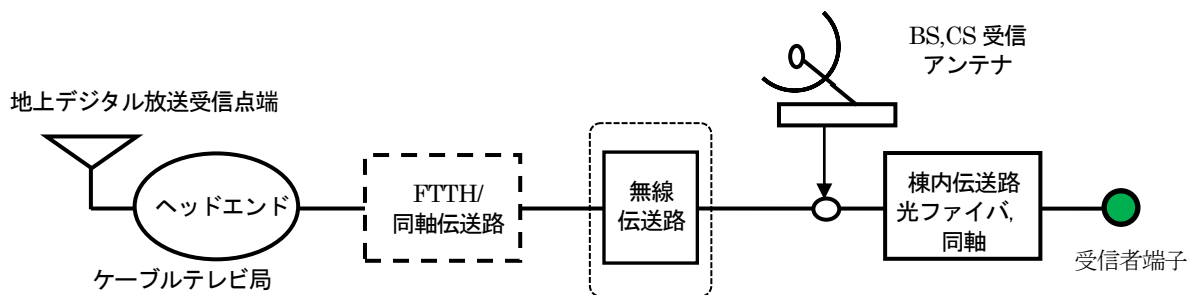 BS,CS 受信
アンテナ
地上デジタル放送受信点端
ヘッドエンド
ケーブルテレビ局
FTTH/
同軸伝送路
無線
伝送路
棟内伝送路
光ファイバ,
同軸
受信者端子